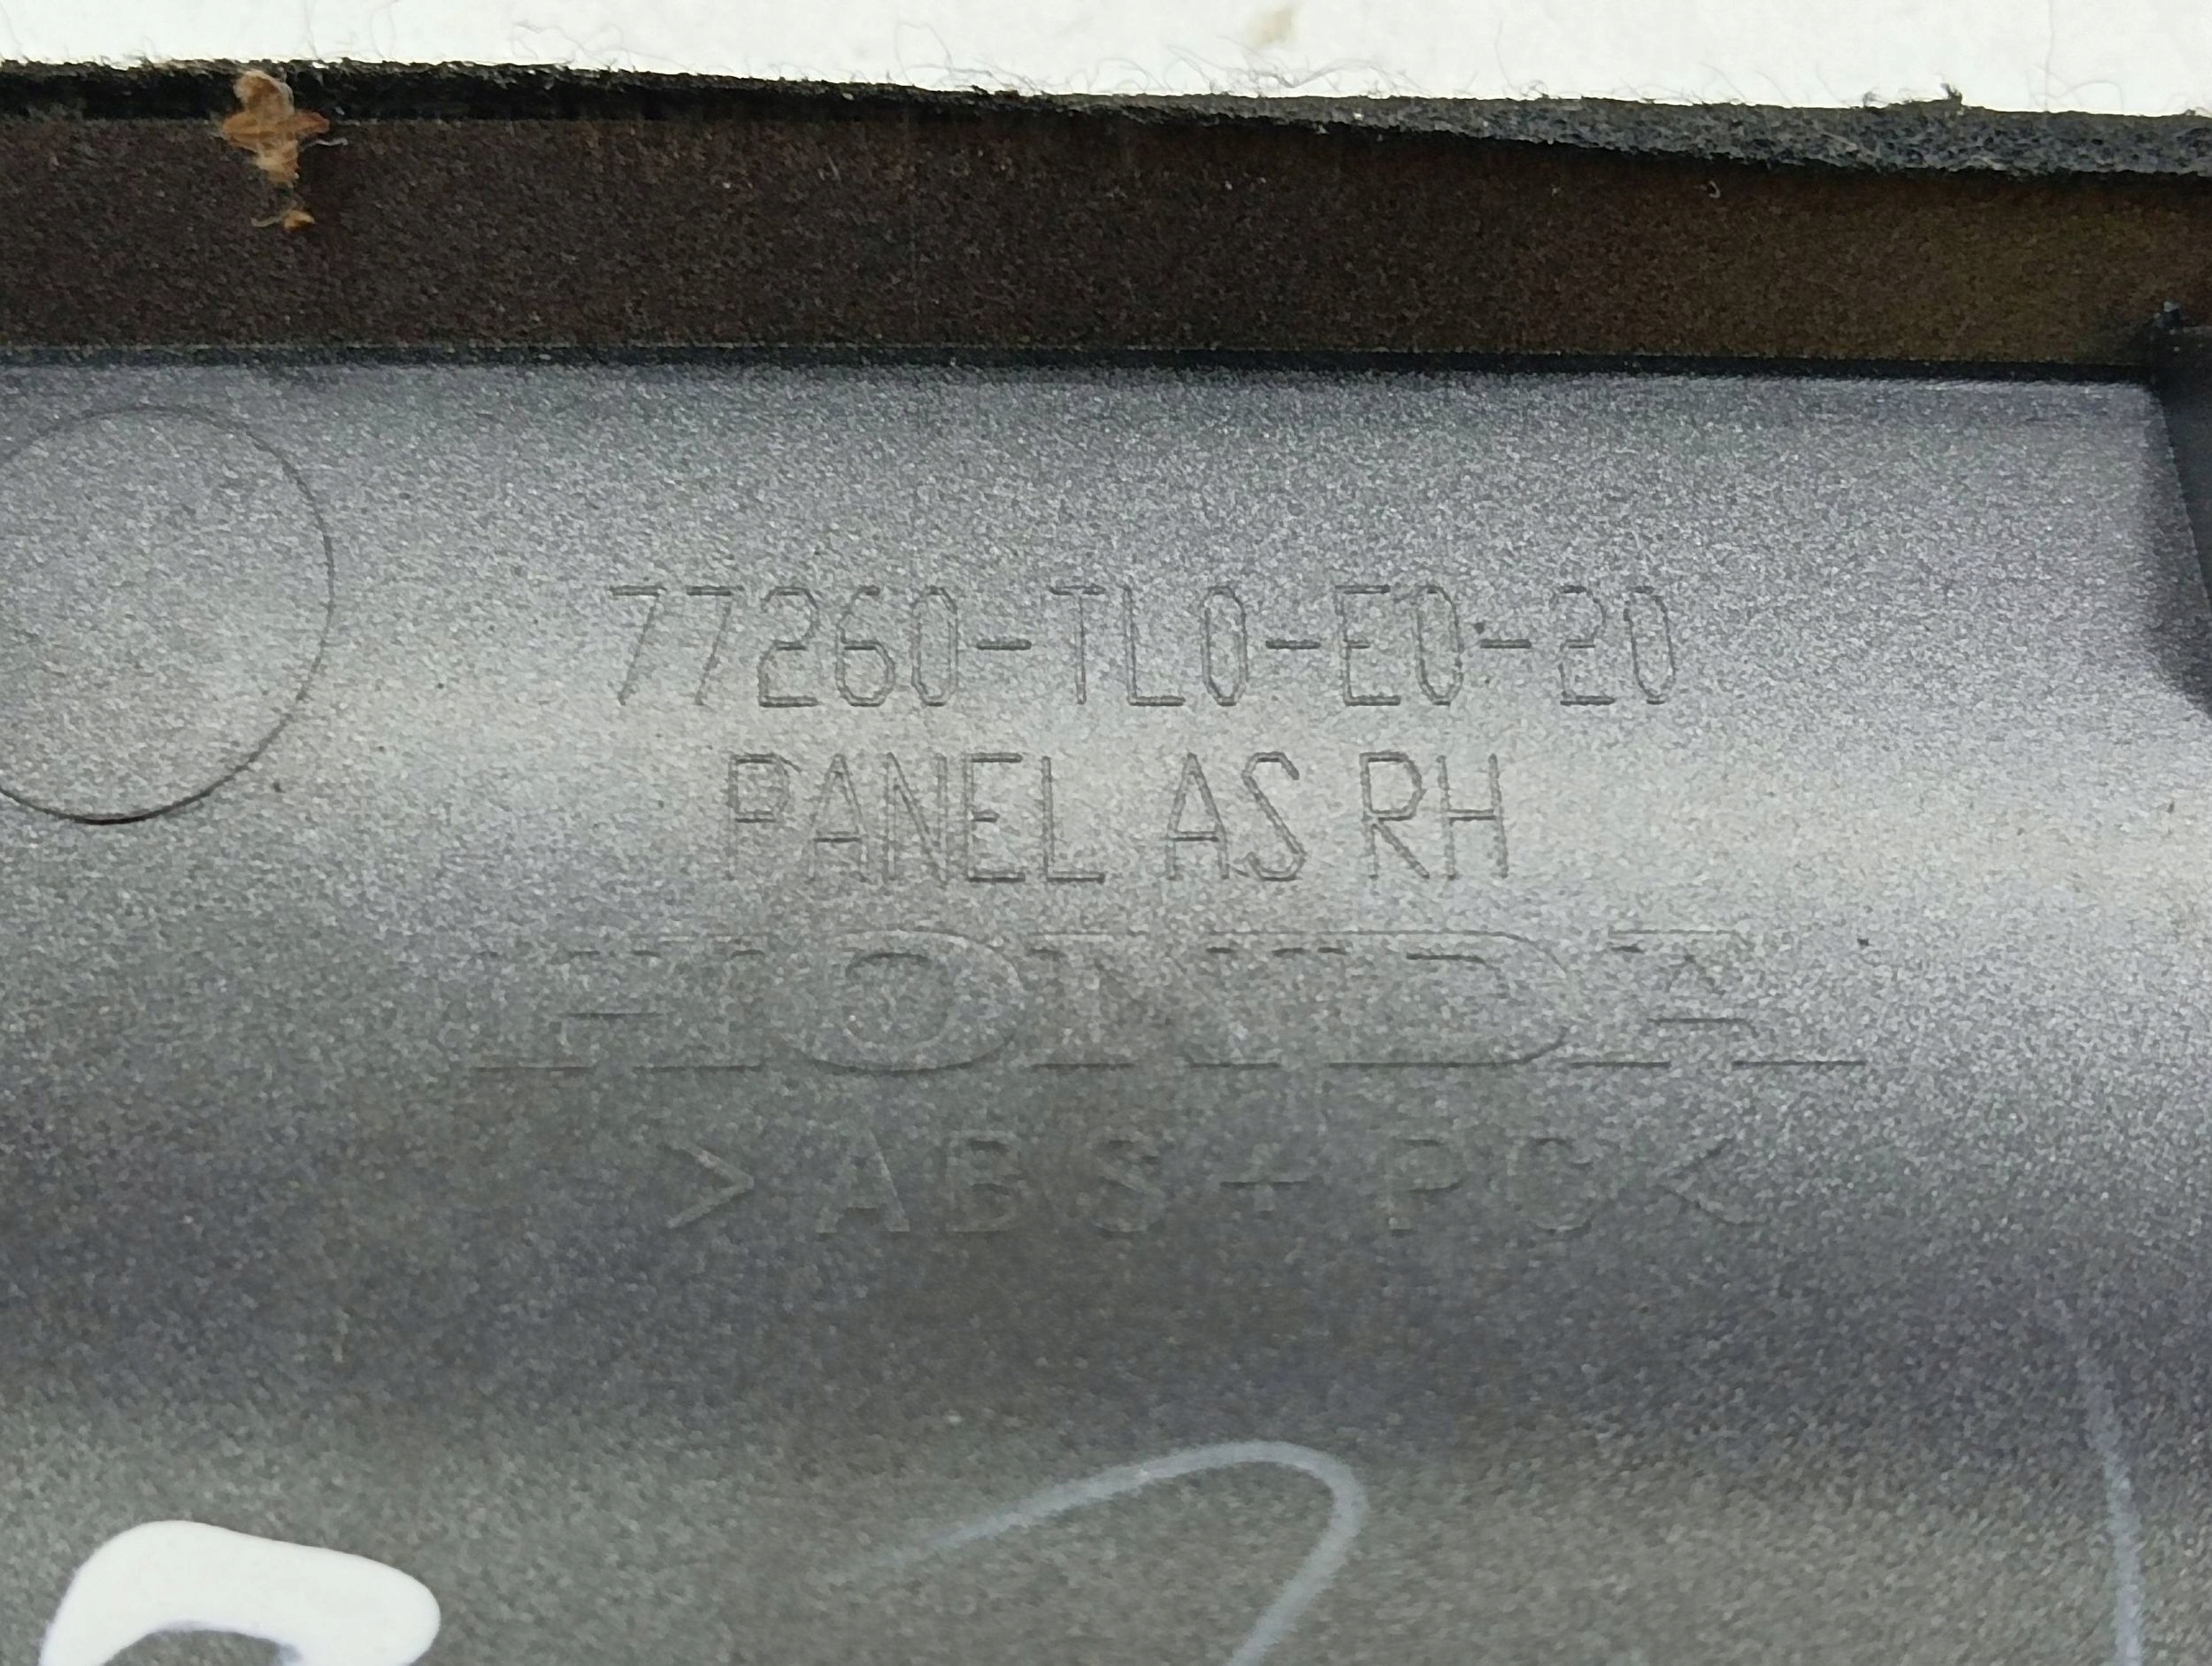 77260-TL0-E0-20
PANEL AS RH
HONDA
>ABS+PC<